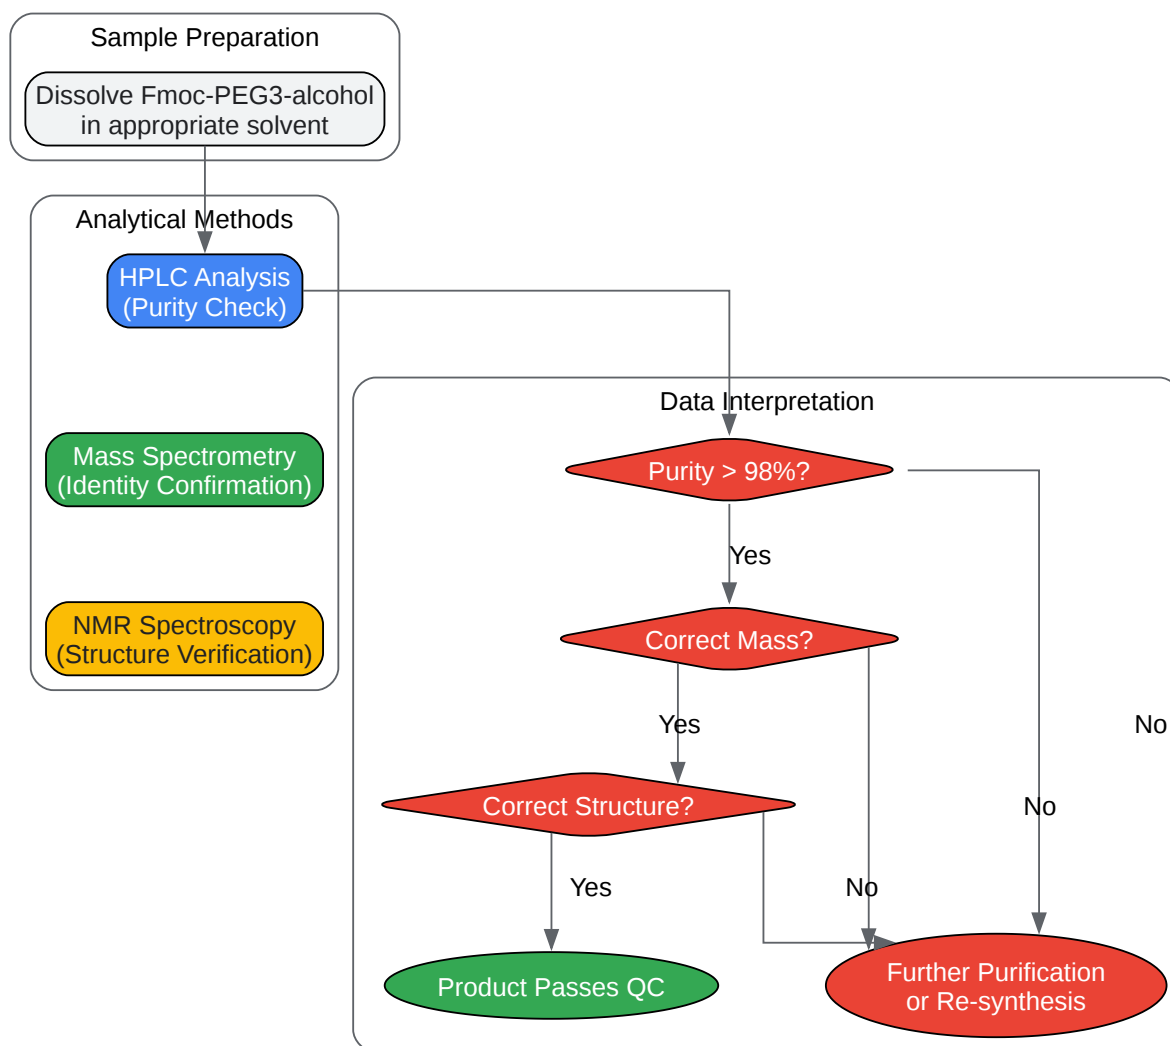 Sample Preparation
Dissolve Fmoc-PEG3-alcohol
in appropriate solvent
Analytical Methods
HPLC Analysis
(Purity Check)
Mass Spectrometry
(Identity Confirmation)
NMR Spectroscopy
(Structure Verification)
Data Interpretation
Purity > 98%?
Yes
Correct Mass?
Yes
No
Correct Structure?
No
Yes
No
Product Passes QC
Further Purification
or Re-synthesis